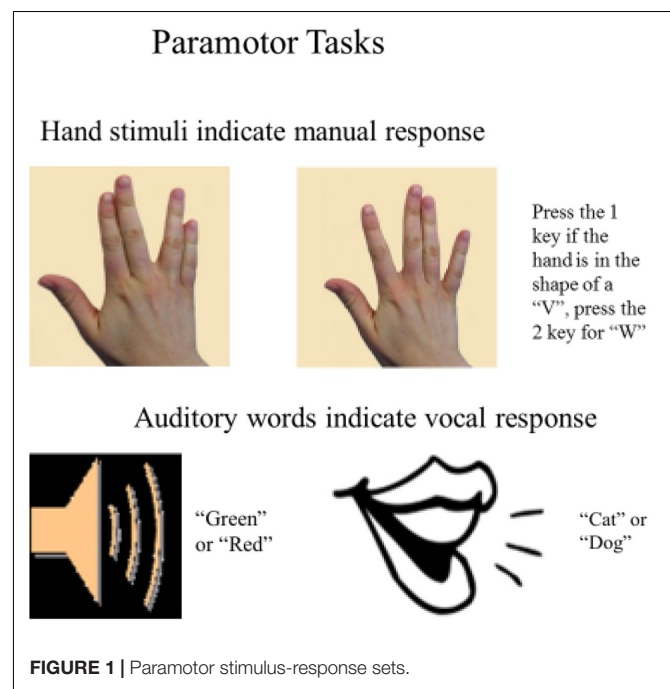 Paramotor Tasks
Hand stimuli indicate manual response
Press the 1
key if the
hand is in the
shape of a
“V”, press the
2 key for “W”
Auditory words indicate vocal response
“Green”
or “Red”
“Cat” or
“Dog”
FIGURE 1 | Paramotor stimulus-response sets.